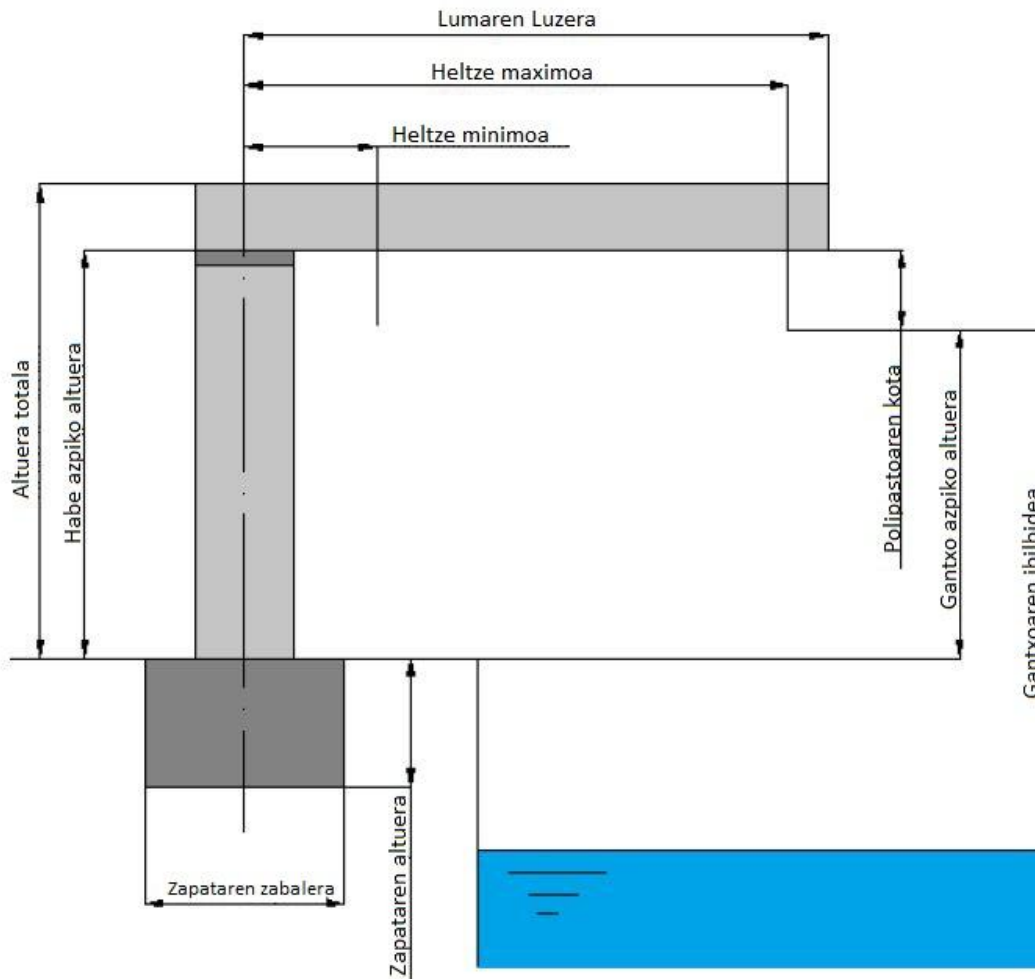 Lumaren Luzera
Heltze maximoa
Heltze minimoa
Altuera totala
Habe azpiko altuera
Polipastoaren kota
Gantxo azpiko altuera
Gantxoaren ibilbidea
Zapataren altuera
Zapataren zabalera